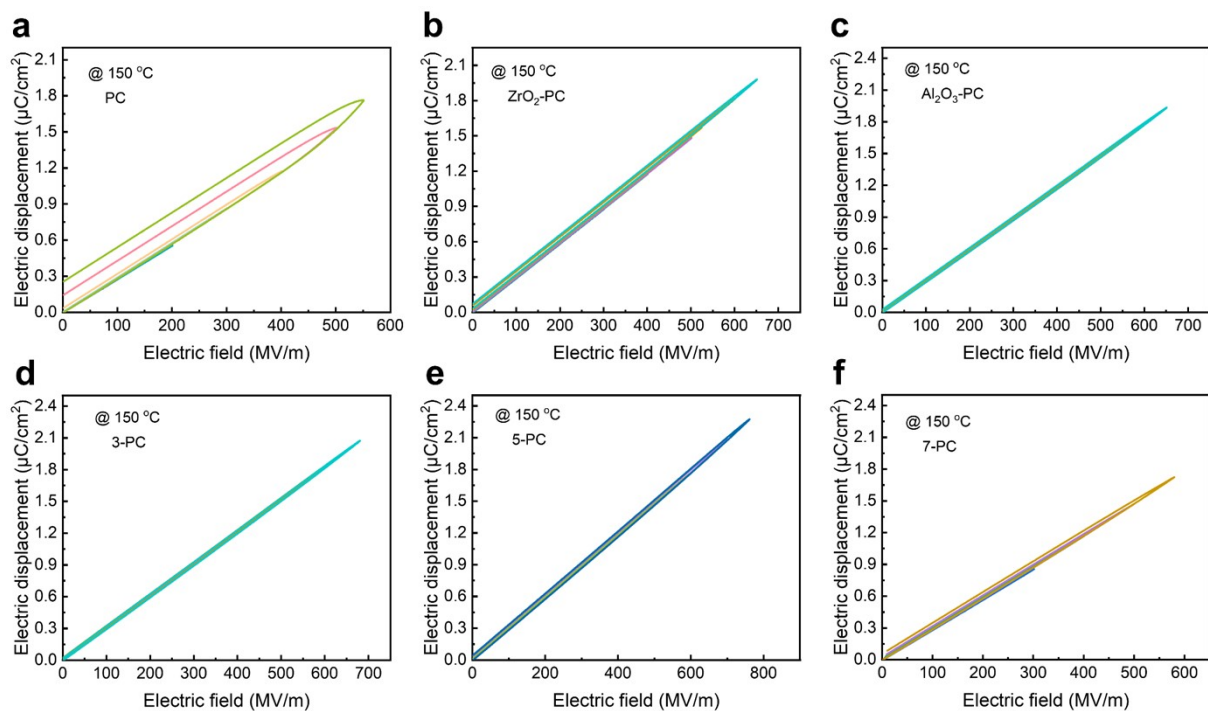 a
Electric displacement (μC/cm²)
2.1
1.8
1.5
1.2
0.9
0.6
0.3
0.0
@ 150 °C
PC
0 100 200 300 400 500 600
Electric field (MV/m)
b
Electric displacement (μC/cm²)
2.1
1.8
1.5
1.2
0.9
0.6
0.3
0.0
@ 150 °C
ZrO₂-PC
0 100 200 300 400 500 600 700
Electric field (MV/m)
c
Electric displacement (μC/cm²)
2.4
2.1
1.8
1.5
1.2
0.9
0.6
0.3
0.0
@ 150 °C
Al₂O₃-PC
0 100 200 300 400 500 600 700
Electric field (MV/m)
d
Electric displacement (μC/cm²)
2.4
2.1
1.8
1.5
1.2
0.9
0.6
0.3
0.0
@ 150 °C
3-PC
0 100 200 300 400 500 600 700
Electric field (MV/m)
e
Electric displacement (μC/cm²)
2.4
2.1
1.8
1.5
1.2
0.9
0.6
0.3
0.0
@ 150 °C
5-PC
0 200 400 600 800
Electric field (MV/m)
f
Electric displacement (μC/cm²)
2.4
2.1
1.8
1.5
1.2
0.9
0.6
0.3
0.0
@ 150 °C
7-PC
0 100 200 300 400 500 600
Electric field (MV/m)